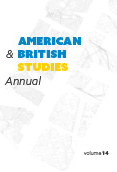 AMERICAN
& BRITISH
STUDIES
Annual
volume 14